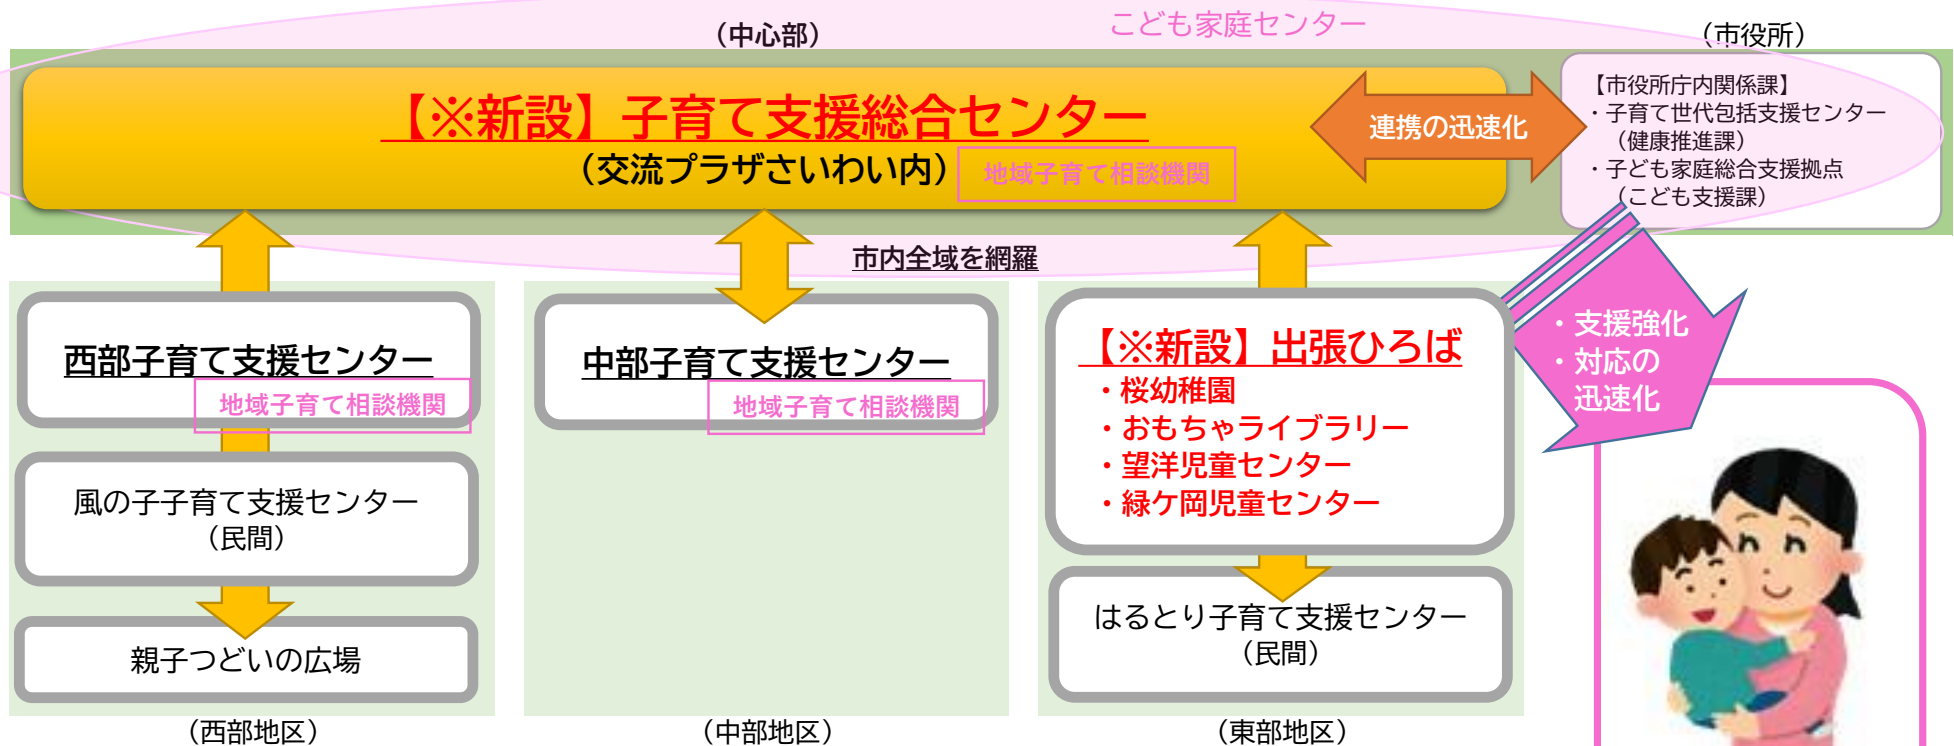 こども家庭センター
（中心部）
（市役所）
【※新設】子育て支援総合センター
（交流プラザさいわい内）
地域子育て相談機関
連携の迅速化
【市役所庁内関係課】
・子育て世代包括支援センター
（健康推進課）
・子ども家庭総合支援拠点
（こども支援課）
市内全域を網羅
西部子育て支援センター
地域子育て相談機関
風の子子育て支援センター
（民間）
親子つどいの広場
（西部地区）
中部子育て支援センター
地域子育て相談機関
（中部地区）
【※新設】出張ひろば
・桜幼稚園
・おもちゃライブラリー
・望洋児童センター
・緑ケ岡児童センター
はるとり子育て支援センター
（民間）
（東部地区）
・支援強化
・対応の
迅速化